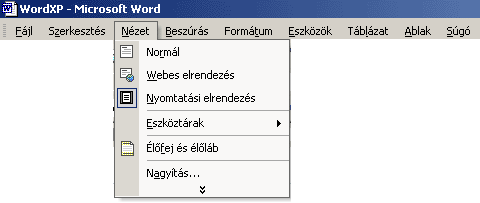 WordXP - Microsoft Word
Fájl Szerkesztés Nézet Beszúrás Formátum Eszközök Táblázat Ablak Súgó
Normál
Webes elrendezés
Nyomtatási elrendezés
Eszköztárak
Élőfej és élőláb
Nagyítás...